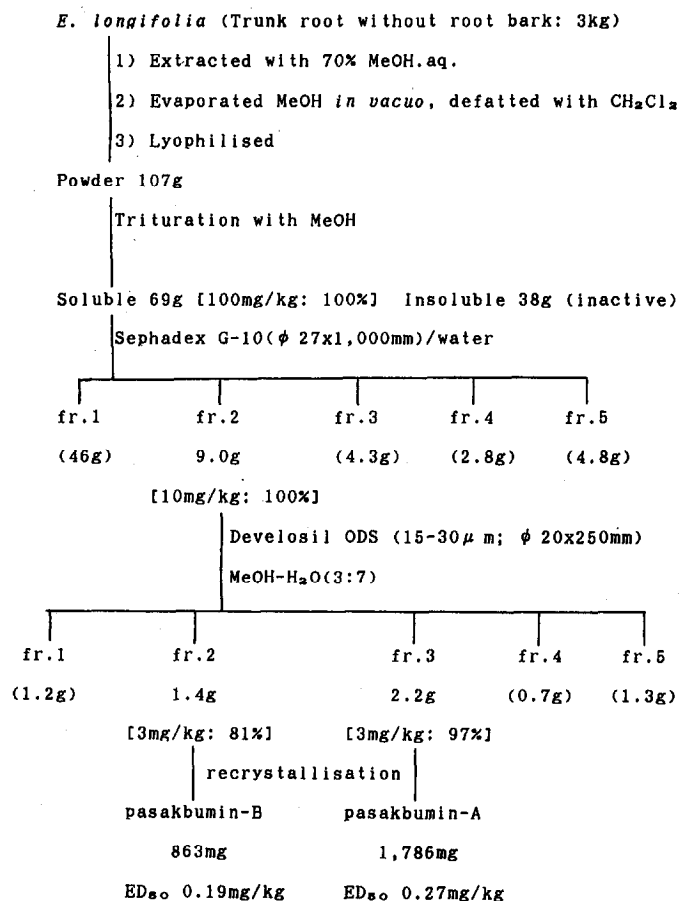 E. longifolia (Trunk root without root bark: 3kg)
1) Extracted with 70% MeOH.aq.
2) Evaporated MeOH in vacuo, defatted with CH₂Cl₂
3) Lyophilised
Powder 107g
Trituration with MeOH
Soluble 69g [100mg/kg: 100%] Insoluble 38g (inactive)
Sephadex G-10(φ 27x1,000mm)/water
fr.1 fr.2 fr.3 fr.4 fr.5
(46g) 9.0g (4.3g) (2.8g) (4.8g)
[10mg/kg: 100%]
Develosil ODS (15-30μm; φ 20x250mm)
MeOH-H₂O(3:7)
fr.1 fr.2 fr.3 fr.4 fr.5
(1.2g) 1.4g 2.2g (0.7g) (1.3g)
[3mg/kg: 81%] [3mg/kg: 97%]
recrystallisation
pasakbumin-B pasakbumin-A
863mg 1,786mg
ED₅₀ 0.19mg/kg ED₅₀ 0.27mg/kg